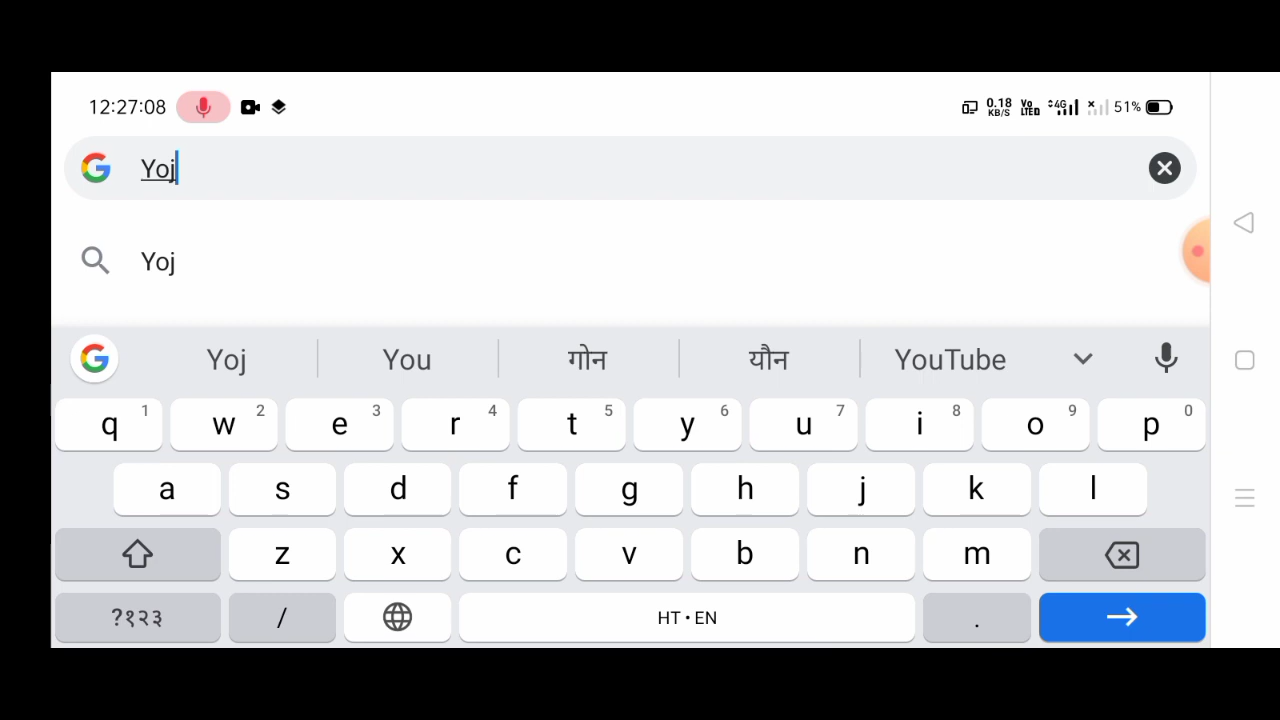 12:27:08 0.18 KB/S Vo LTED 4G 51%
Yoj
Yoj
Yoj You गोन यौन YouTube
q 1 w 2 e 3 r 4 t 5 y 6 u 7 i 8 o 9 p 0
a s d f g h j k l
z x c v b n m
?१२३ / HT • EN .